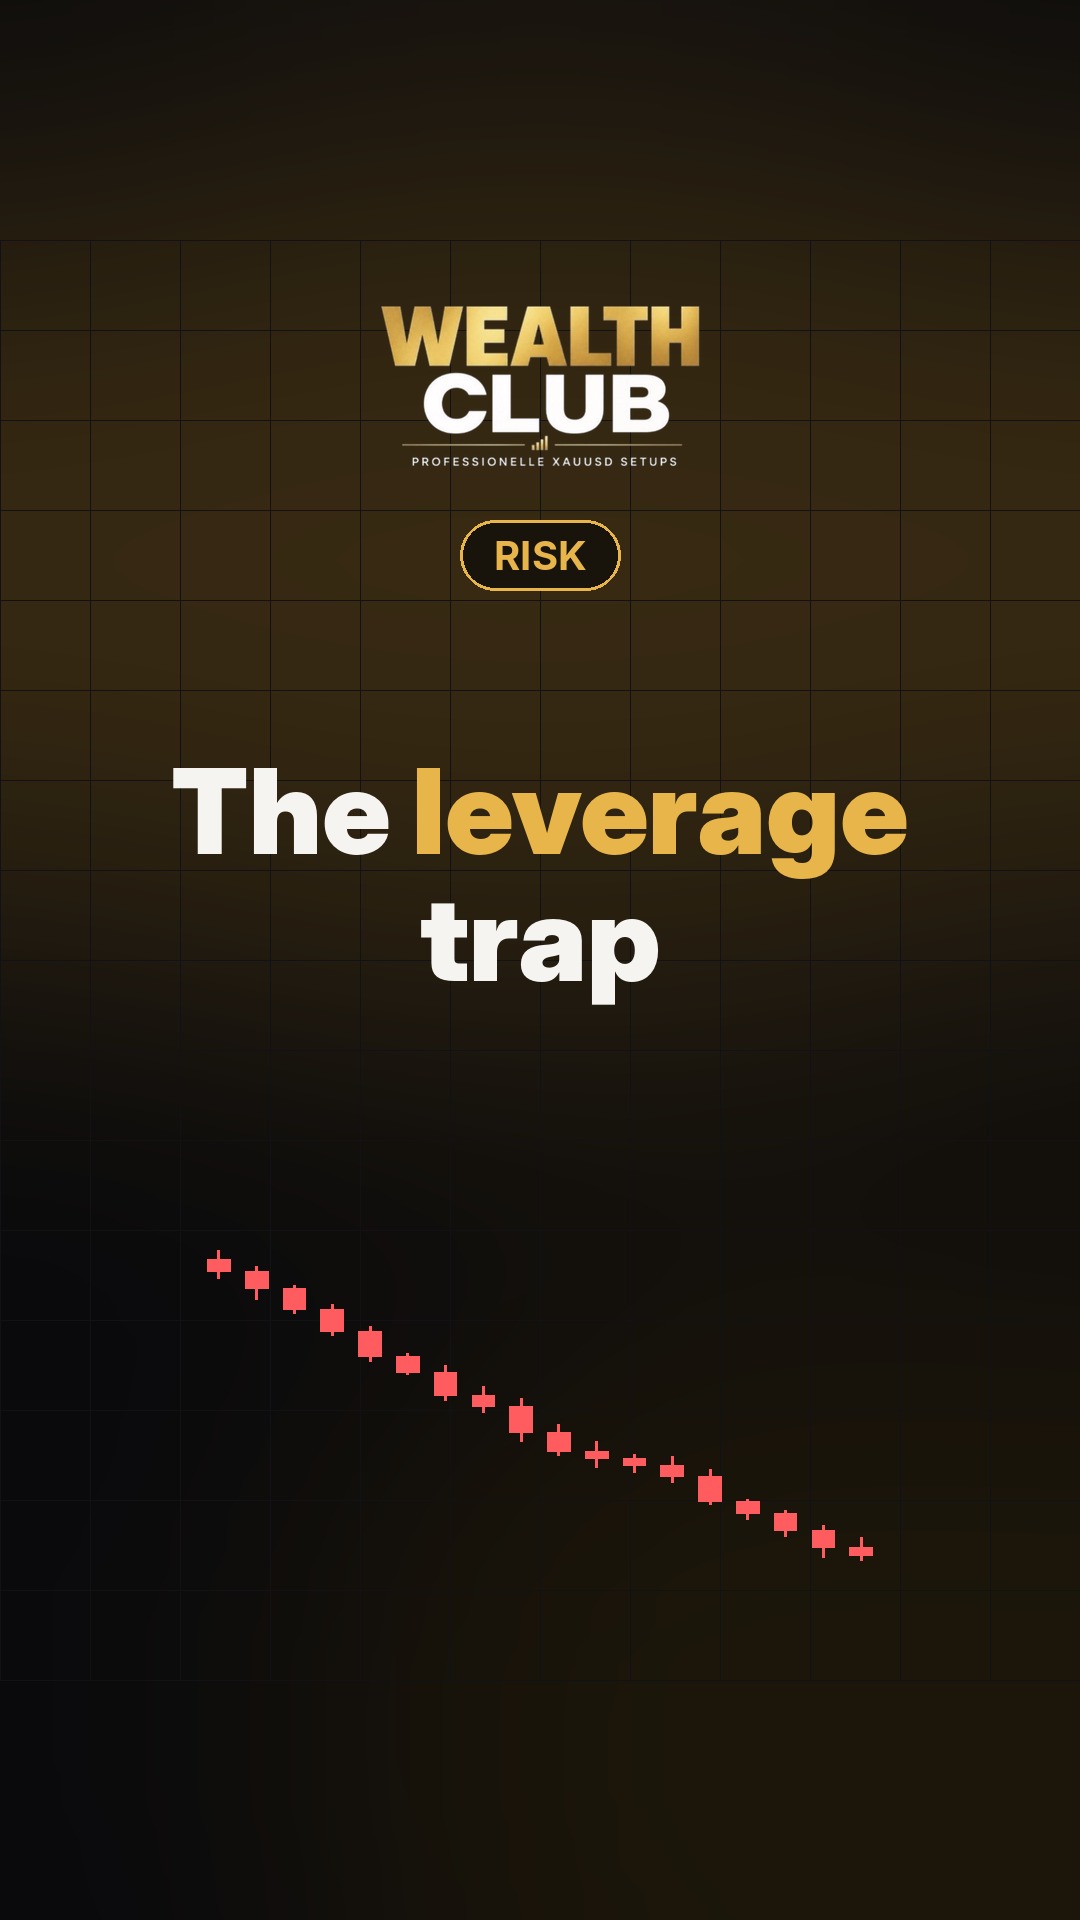 WEALTH
CLUB
PROFESSIONELLE XAUUSD SETUPS
RISK
The leverage
trap